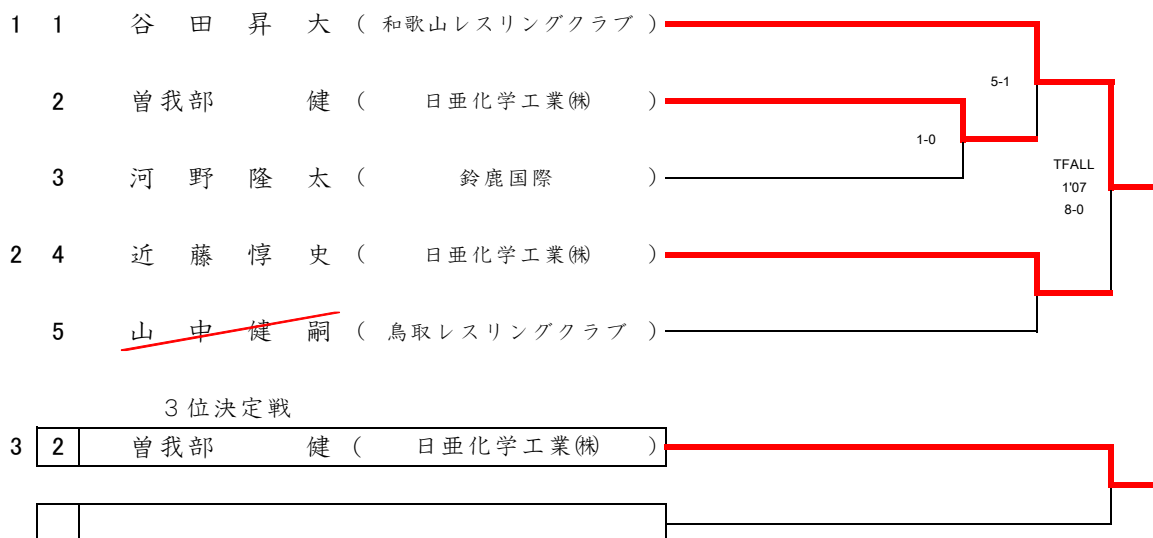 1 1 谷田昇大 ( 和歌山レスリングクラブ )
5-1
2 曽我部 健 ( 日亜化学工業㈱ )
1-0
3 河野隆太 ( 鈴鹿国際 )
TFALL
1'07
8-0
2 4 近藤惇史 ( 日亜化学工業㈱ )
5 山中健嗣 ( 鳥取レスリングクラブ )
3位決定戦
3 2 曽我部 健 ( 日亜化学工業㈱ )